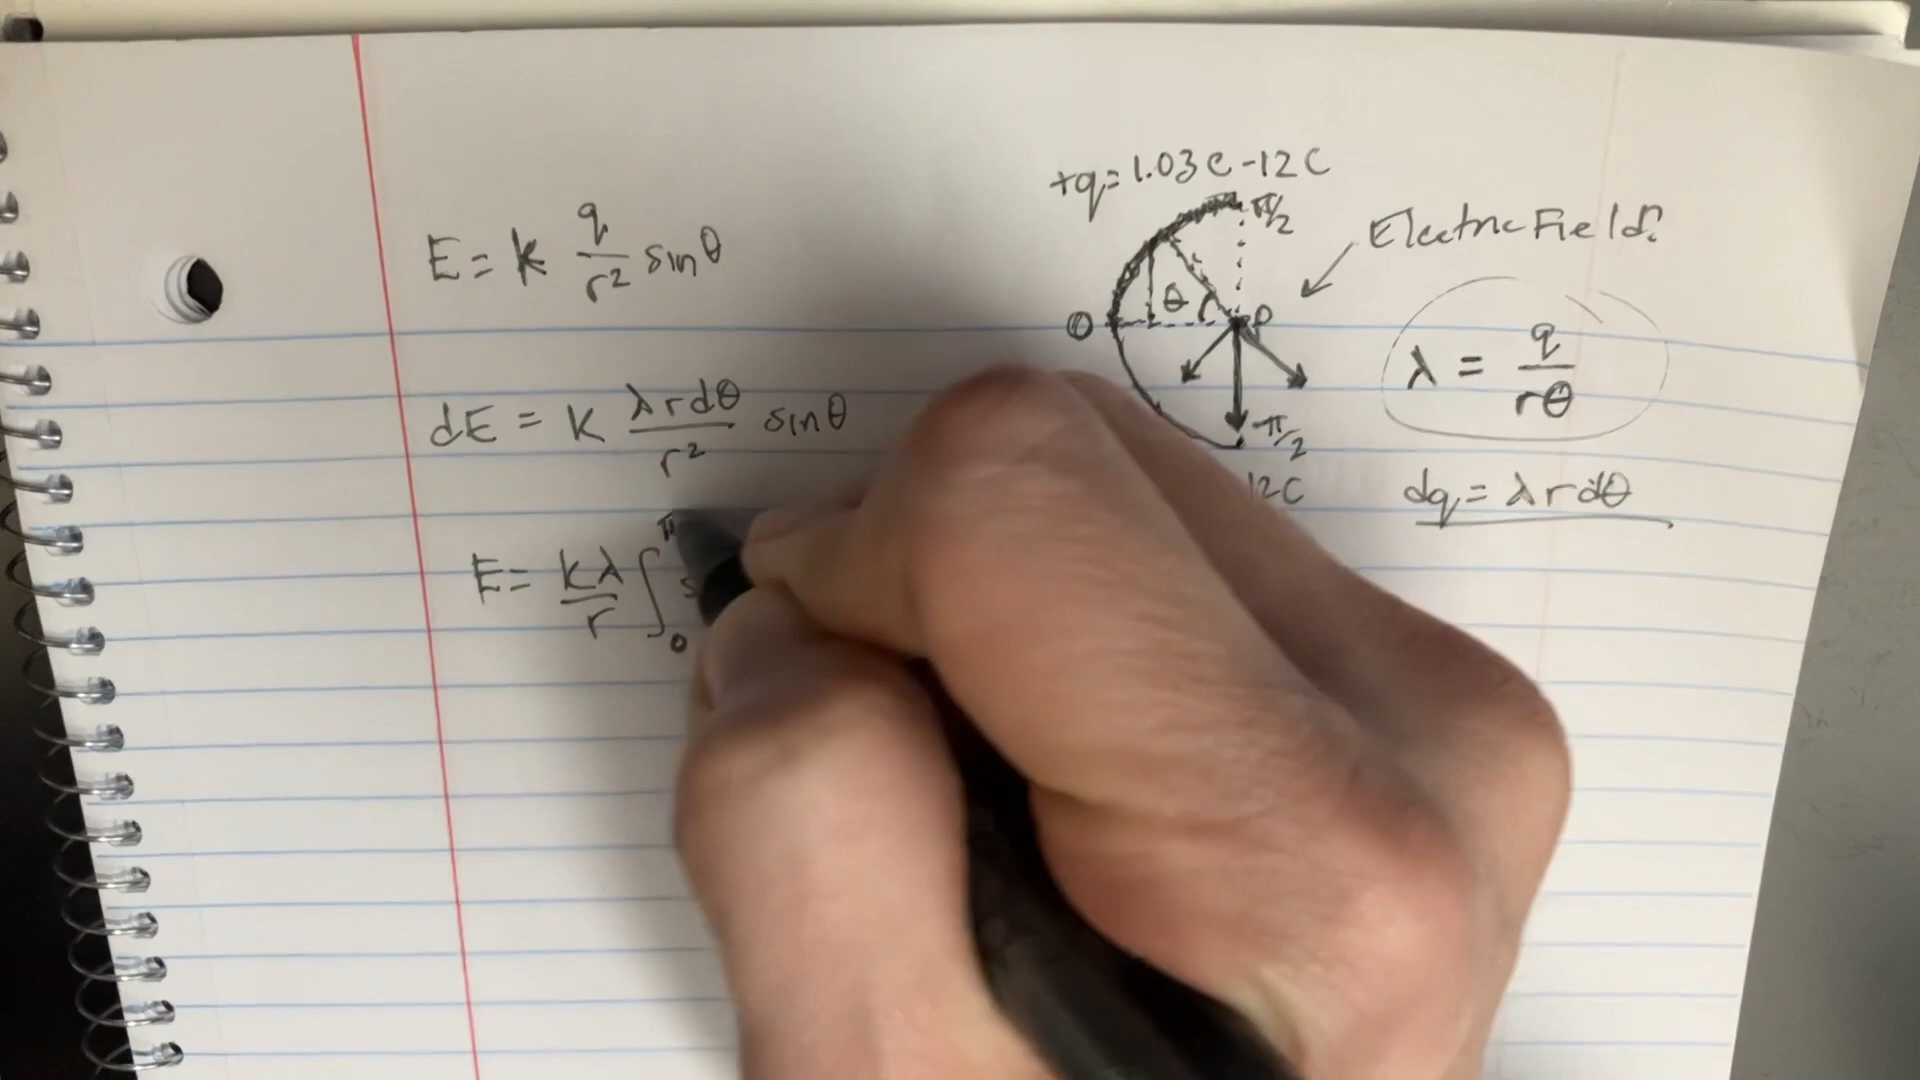 E = k q/r² sinθ
dE = k λrdθ/r² sinθ
E = kλ/r ∫₀^π s
+q = 1.03e-12C
π/2
Electric Field?
θ
0
P
λ = q/rθ
-π/2
12C
dq = λrdθ